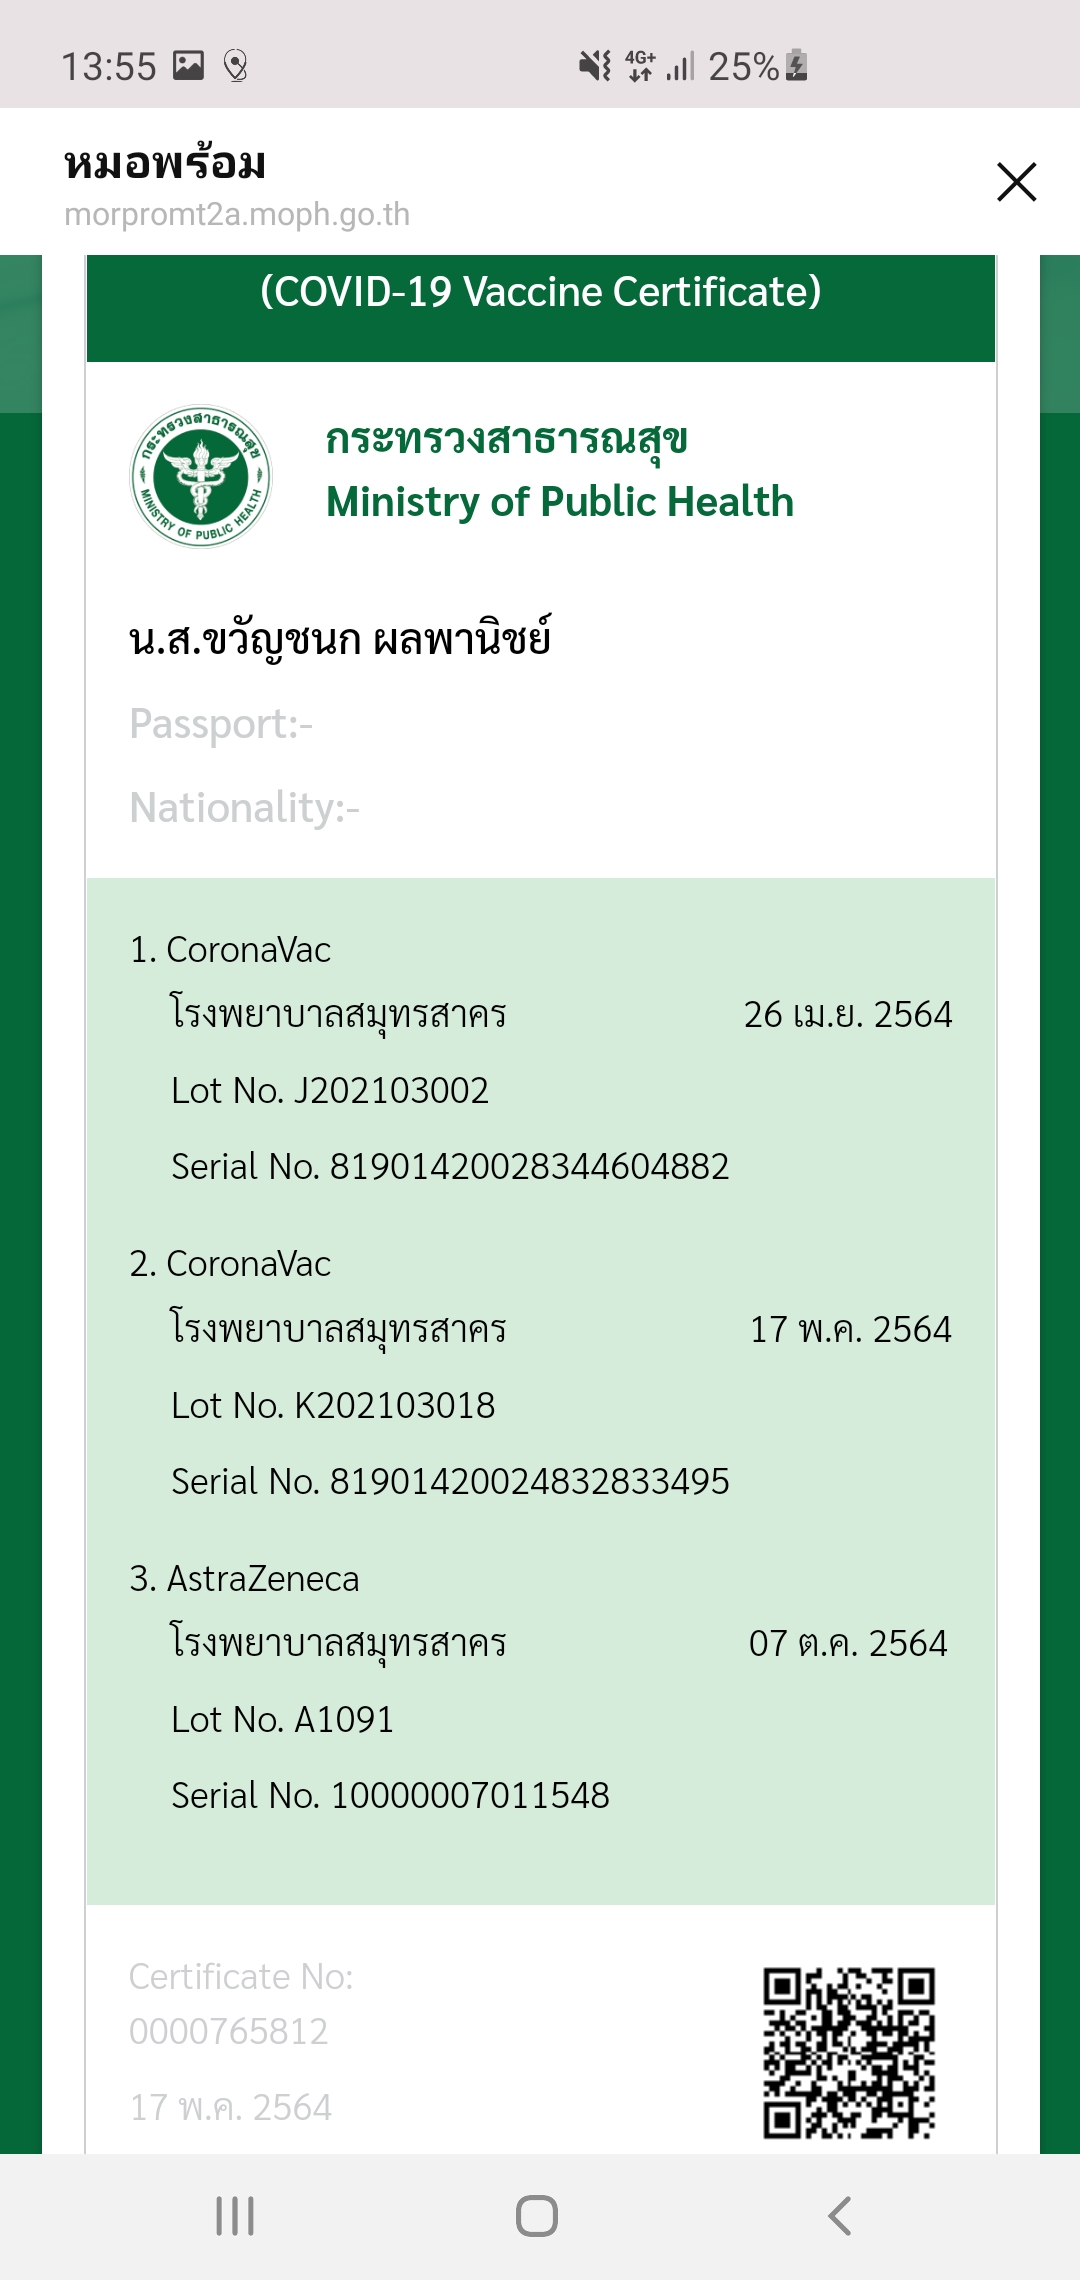 13:55
4G+
25%
หมอพร้อม
morpromt2a.moph.go.th
(COVID-19 Vaccine Certificate)
กระทรวงสาธารณสุข
MINISTRY OF PUBLIC HEALTH
กระทรวงสาธารณสุข
Ministry of Public Health
น.ส.ขวัญชนก ผลพานิชย์
Passport:-
Nationality:-
1. CoronaVac
โรงพยาบาลสมุทรสาคร 26 เม.ย. 2564
Lot No. J202103002
Serial No. 81901420028344604882
2. CoronaVac
โรงพยาบาลสมุทรสาคร 17 พ.ค. 2564
Lot No. K202103018
Serial No. 81901420024832833495
3. AstraZeneca
โรงพยาบาลสมุทรสาคร 07 ต.ค. 2564
Lot No. A1091
Serial No. 10000007011548
Certificate No:
0000765812
17 พ.ค. 2564